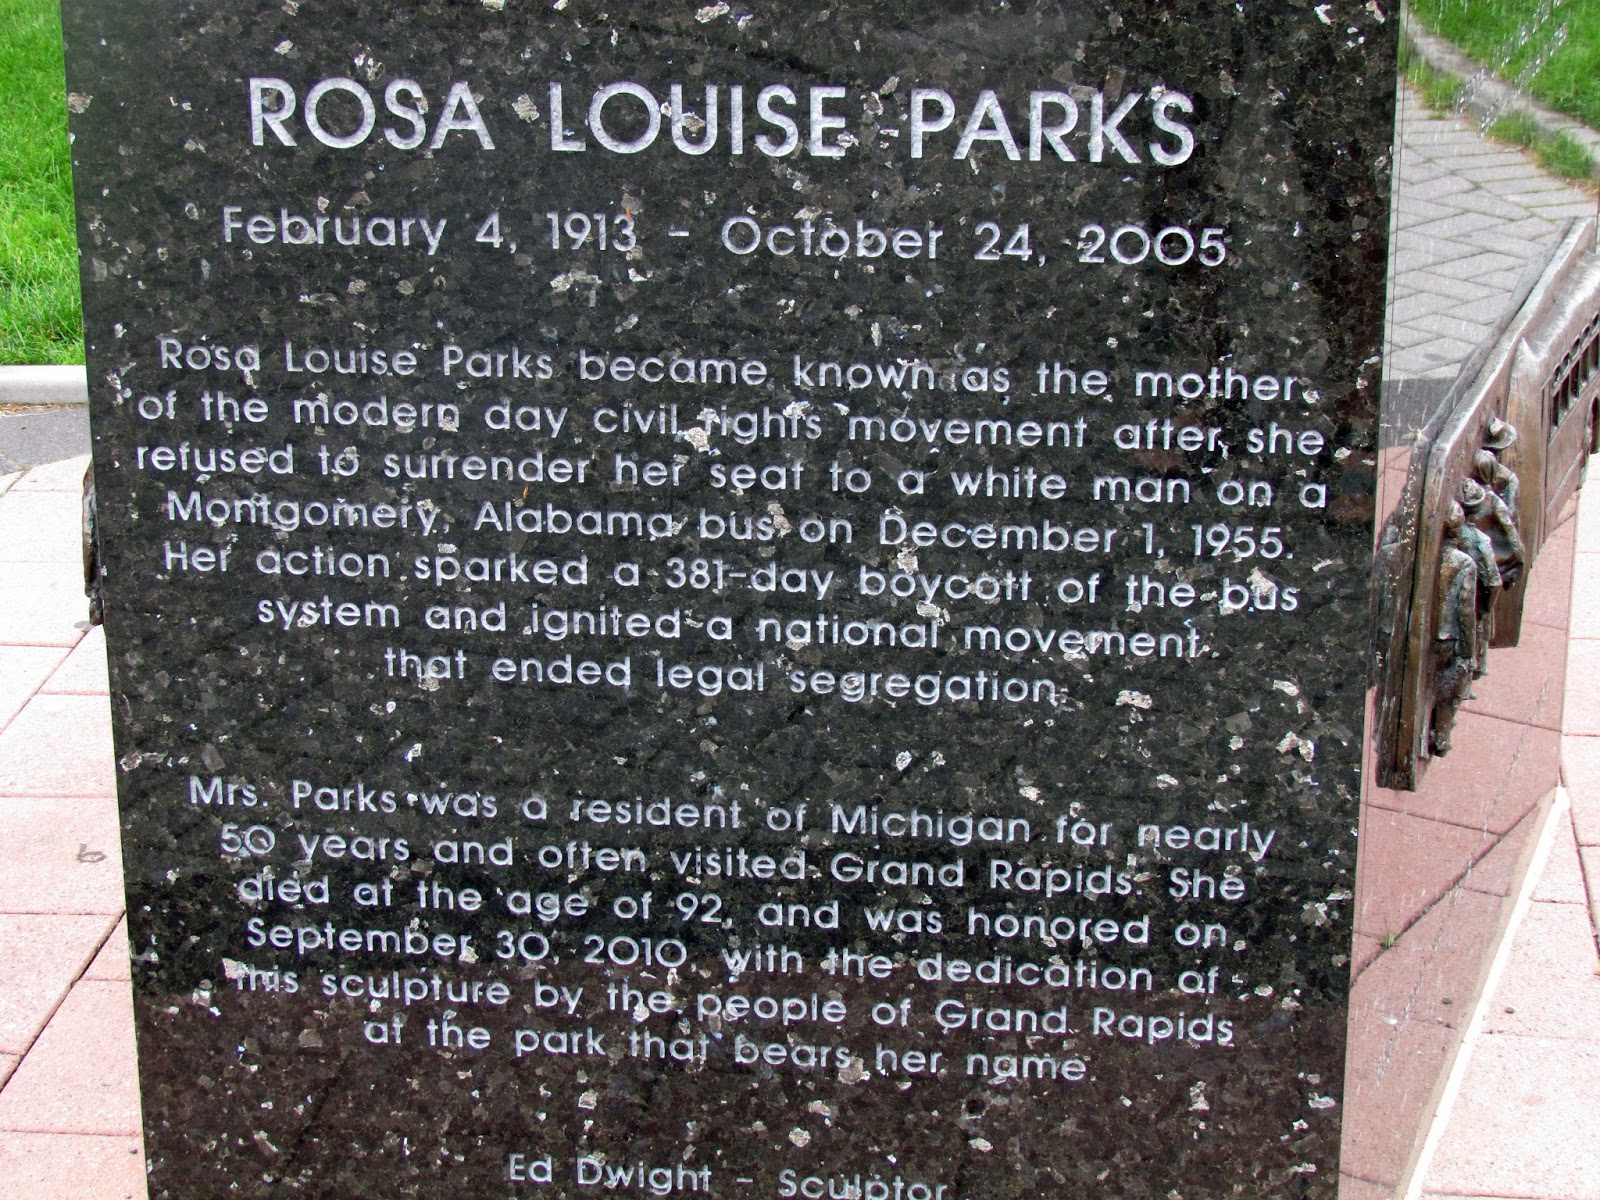 ROSA LOUISE PARKS
February 4, 1913 - October 24, 2005
Rosa Louise Parks became known as the mother
of the modern day civil rights movement after she
refused to surrender her seat to a white man on a
Montgomery, Alabama bus on December 1, 1955.
Her action sparked a 381-day boycott of the bus
system and ignited a national movement
that ended legal segregation.
Mrs. Parks was a resident of Michigan for nearly
50 years and often visited Grand Rapids. She
died at the age of 92, and was honored on
September 30, 2010, with the dedication of
this sculpture by the people of Grand Rapids
at the park that bears her name.
Ed Dwight - Sculptor